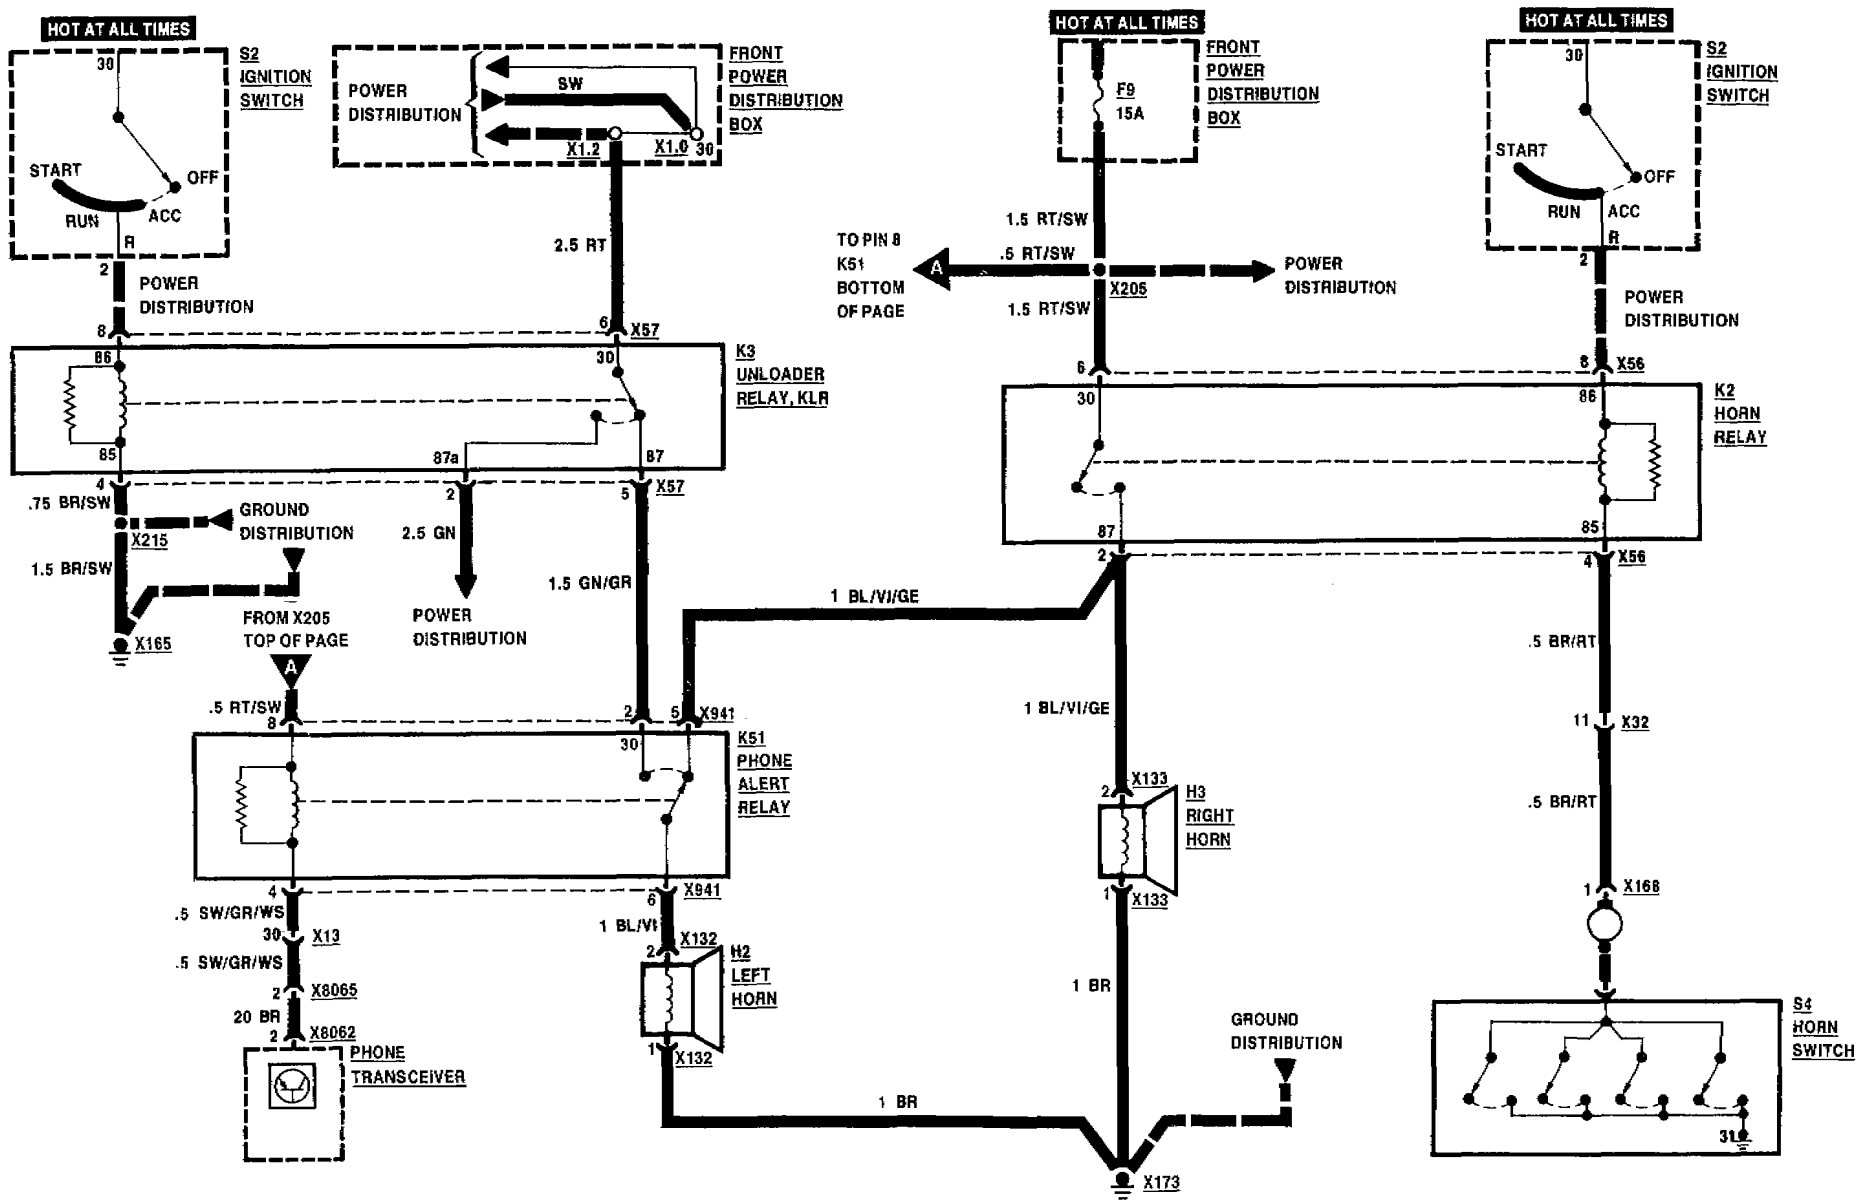 HOT AT ALL TIMES
30
S2
IGNITION
SWITCH
START
OFF
RUN
ACC
R
2
POWER
DISTRIBUTION
POWER
DISTRIBUTION
SW
X1.2
X1.0
30
FRONT
POWER
DISTRIBUTION
BOX
2.5 RT
HOT AT ALL TIMES
F9
15A
FRONT
POWER
DISTRIBUTION
BOX
1.5 RT/SW
TO PIN 8
K51
BOTTOM
OF PAGE
A
.5 RT/SW
X205
POWER
DISTRIBUTION
1.5 RT/SW
HOT AT ALL TIMES
30
S2
IGNITION
SWITCH
START
OFF
RUN
ACC
R
2
POWER
DISTRIBUTION
8
6
X57
86
30
K3
UNLOADER
RELAY, KLR
85
87a
87
4
2
5
X57
.75 BR/SW
X215
GROUND
DISTRIBUTION
1.5 BR/SW
X165
2.5 GN
POWER
DISTRIBUTION
1.5 GN/GR
6
8
X56
30
86
K2
HORN
RELAY
87
85
2
4
X56
1 BL/VI/GE
FROM X205
TOP OF PAGE
A
.5 RT/SW
8
2
5
X941
30
K51
PHONE
ALERT
RELAY
4
6
X941
.5 SW/GR/WS
30
X13
.5 SW/GR/WS
2
X8065
20 BR
2
X8062
PHONE
TRANSCEIVER
1 BL/VI
2
X132
H2
LEFT
HORN
1
X132
1 BR
1 BL/VI/GE
2
X133
H3
RIGHT
HORN
1
X133
1 BR
GROUND
DISTRIBUTION
X173
.5 BR/RT
11
X32
.5 BR/RT
1
X168
S4
HORN
SWITCH
31